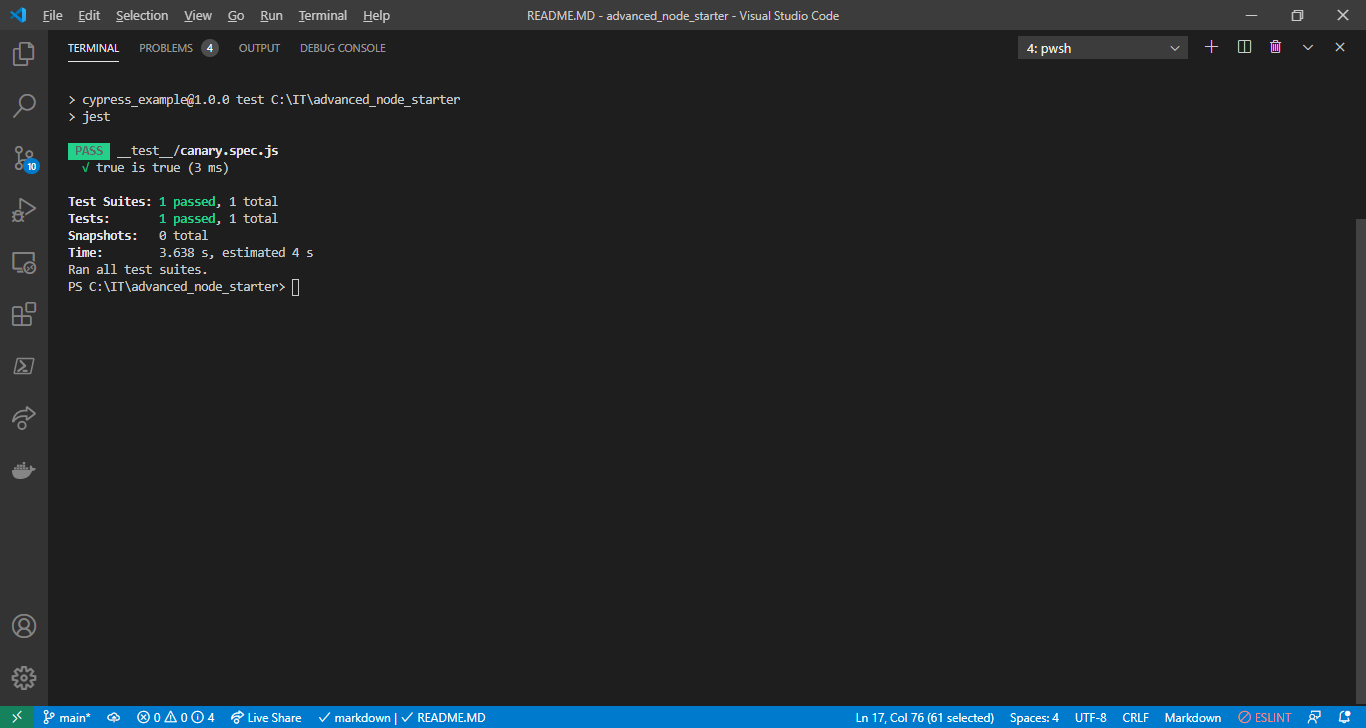 File Edit Selection View Go Run Terminal Help README.MD - advanced_node_starter - Visual Studio Code
TERMINAL PROBLEMS 4 OUTPUT DEBUG CONSOLE 4: pwsh
> cypress_example@1.0.0 test C:\IT\advanced_node_starter
> jest
PASS __test__/canary.spec.js
√ true is true (3 ms)
Test Suites: 1 passed, 1 total
Tests: 1 passed, 1 total
Snapshots: 0 total
Time: 3.638 s, estimated 4 s
Ran all test suites.
PS C:\IT\advanced_node_starter>
10
main* 0 0 4 Live Share ✓ markdown | ✓ README.MD Ln 17, Col 76 (61 selected) Spaces: 4 UTF-8 CRLF Markdown ESLINT